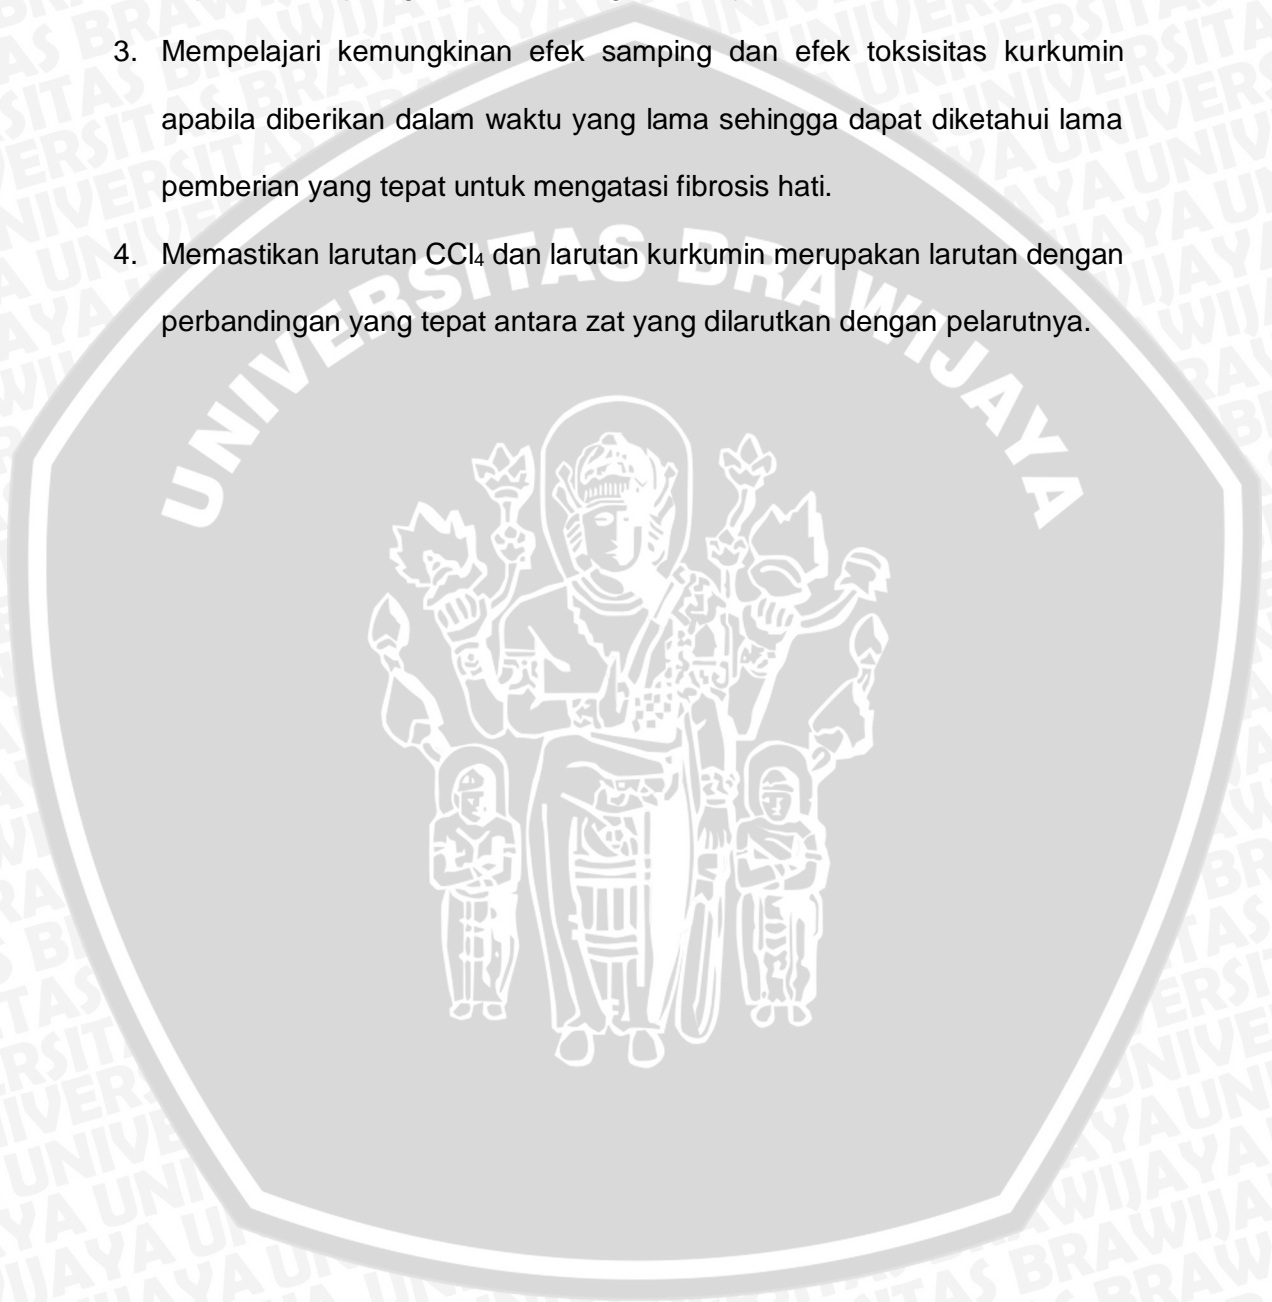 3. Mempelajari kemungkinan efek samping dan efek toksisitas kurkumin
apabila diberikan dalam waktu yang lama sehingga dapat diketahui lama
pemberian yang tepat untuk mengatasi fibrosis hati.
4. Memastikan larutan CCl₄ dan larutan kurkumin merupakan larutan dengan
perbandingan yang tepat antara zat yang dilarutkan dengan pelarutnya.
UNIVERSITAS BRAWIJAYA